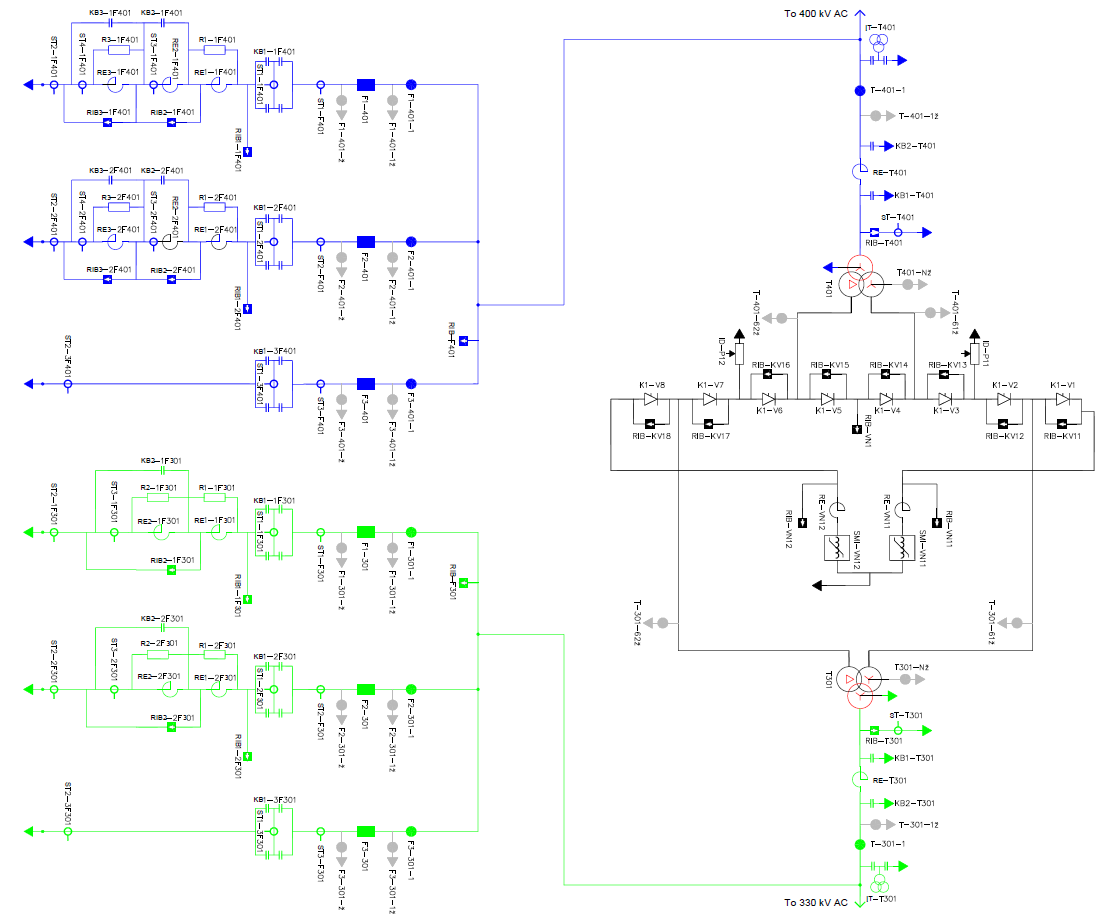 To 400 kV AC
IT-T401
T-401-1
T-401-1z
KB2-T401
RE-T401
KB1-T401
ST-T401
RIB-T401
T401
T401-Nz
T-401-62z
T-401-61z
KB3-1F401
KB2-1F401
R3-1F401
R1-1F401
ST2-1F401
ST4-1F401
ST3-1F401
RE2-1F401
RE3-1F401
RE1-1F401
RIB3-1F401
RIB2-1F401
RIB1-1F401
KB1-1F401
ST1-1F401
ST1-F401
F1-401-z
F1-401
F1-401-1z
F1-401-1
KB3-2F401
KB2-2F401
R3-2F401
R1-2F401
ST2-2F401
ST4-2F401
ST3-2F401
RE2-2F401
RE3-2F401
RE1-2F401
RIB3-2F401
RIB2-2F401
RIB1-2F401
KB1-2F401
ST1-2F401
ST2-F401
F2-401-z
F2-401
F2-401-1z
F2-401-1
RIB-F401
ST2-3F401
KB1-3F401
ST1-3F401
ST3-F401
F3-401-z
F3-401
F3-401-1z
F3-401-1
ID-P12
ID-P11
RIB-KV16
RIB-KV15
RIB-KV14
RIB-KV13
K1-V8
K1-V7
K1-V6
K1-V5
K1-V4
K1-V3
K1-V2
K1-V1
RIB-KV18
RIB-KV17
RIB-VN1
RIB-KV12
RIB-KV11
RIB-VN12
RE-VN12
SMI-VN12
RE-VN11
SMI-VN11
RIB-VN11
KB2-1F301
R2-1F301
R1-1F301
ST2-1F301
ST3-1F301
RE2-1F301
RE1-1F301
RIB2-1F301
RIB1-1F301
KB1-1F301
ST1-1F301
ST1-F301
F1-301-z
F1-301
F1-301-1z
F1-301-1
RIB-F301
KB2-2F301
R2-2F301
R1-2F301
ST2-2F301
ST3-2F301
RE2-2F301
RE1-2F301
RIB2-2F301
RIB1-2F301
KB1-2F301
ST1-2F301
ST2-F301
F2-301-z
F2-301
F2-301-1z
F2-301-1
ST2-3F301
KB1-3F301
ST1-3F301
ST3-F301
F3-301-z
F3-301
F3-301-1z
F3-301-1
T-301-62z
T-301-61z
T301
T301-Nz
ST-T301
RIB-T301
KB1-T301
RE-T301
KB2-T301
T-301-1z
T-301-1
IT-T301
To 330 kV AC